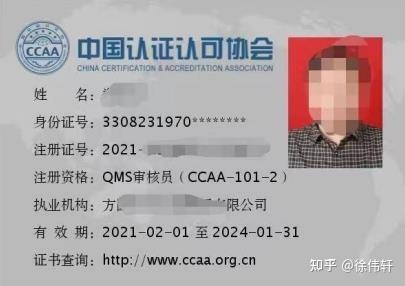 CCAA
中国认证认可协会
CHINA CERTIFICATION & ACCREDITATION ASSOCIATION
姓 名:
身份证号: 3308231970********
注册证号: 2021-
注册资格: QMS审核员(CCAA-101-2)
执业机构: 方 有限公司
有 效 期: 2021-02-01 至 2024-01-31
证书查询: http://www.ccaa.org.cn
知乎 @徐伟轩